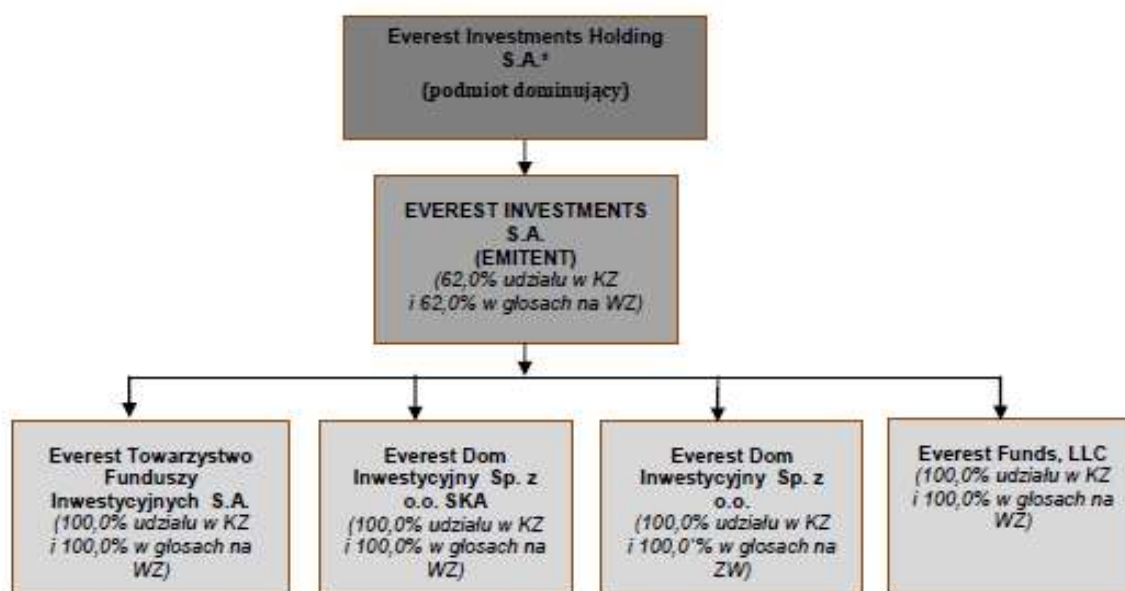 Everest Investments Holding
S.A.*
(podmiot dominujący)
EVEREST INVESTMENTS
S.A.
(EMITENT)
(62,0% udziału w KZ
i 62,0% w głosach na WZ)
Everest Towarzystwo
Funduszy
Inwestycyjnych S.A.
(100,0% udziału w KZ
i 100,0% w głosach na
WZ)
Everest Dom
Inwestycyjny Sp. z
o.o. SKA
(100,0% udziału w KZ
i 100,0% w głosach na
WZ)
Everest Dom
Inwestycyjny Sp. z
o.o.
(100,0% udziału w KZ
i 100,0*% w głosach na
ZW)
Everest Funds, LLC
(100,0% udziału w KZ
i 100,0% w głosach na
WZ)